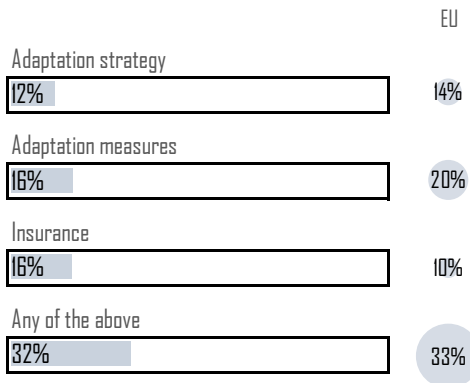 EU
Adaptation strategy
12% 14%
Adaptation measures
16% 20%
Insurance
16% 10%
Any of the above
32% 33%